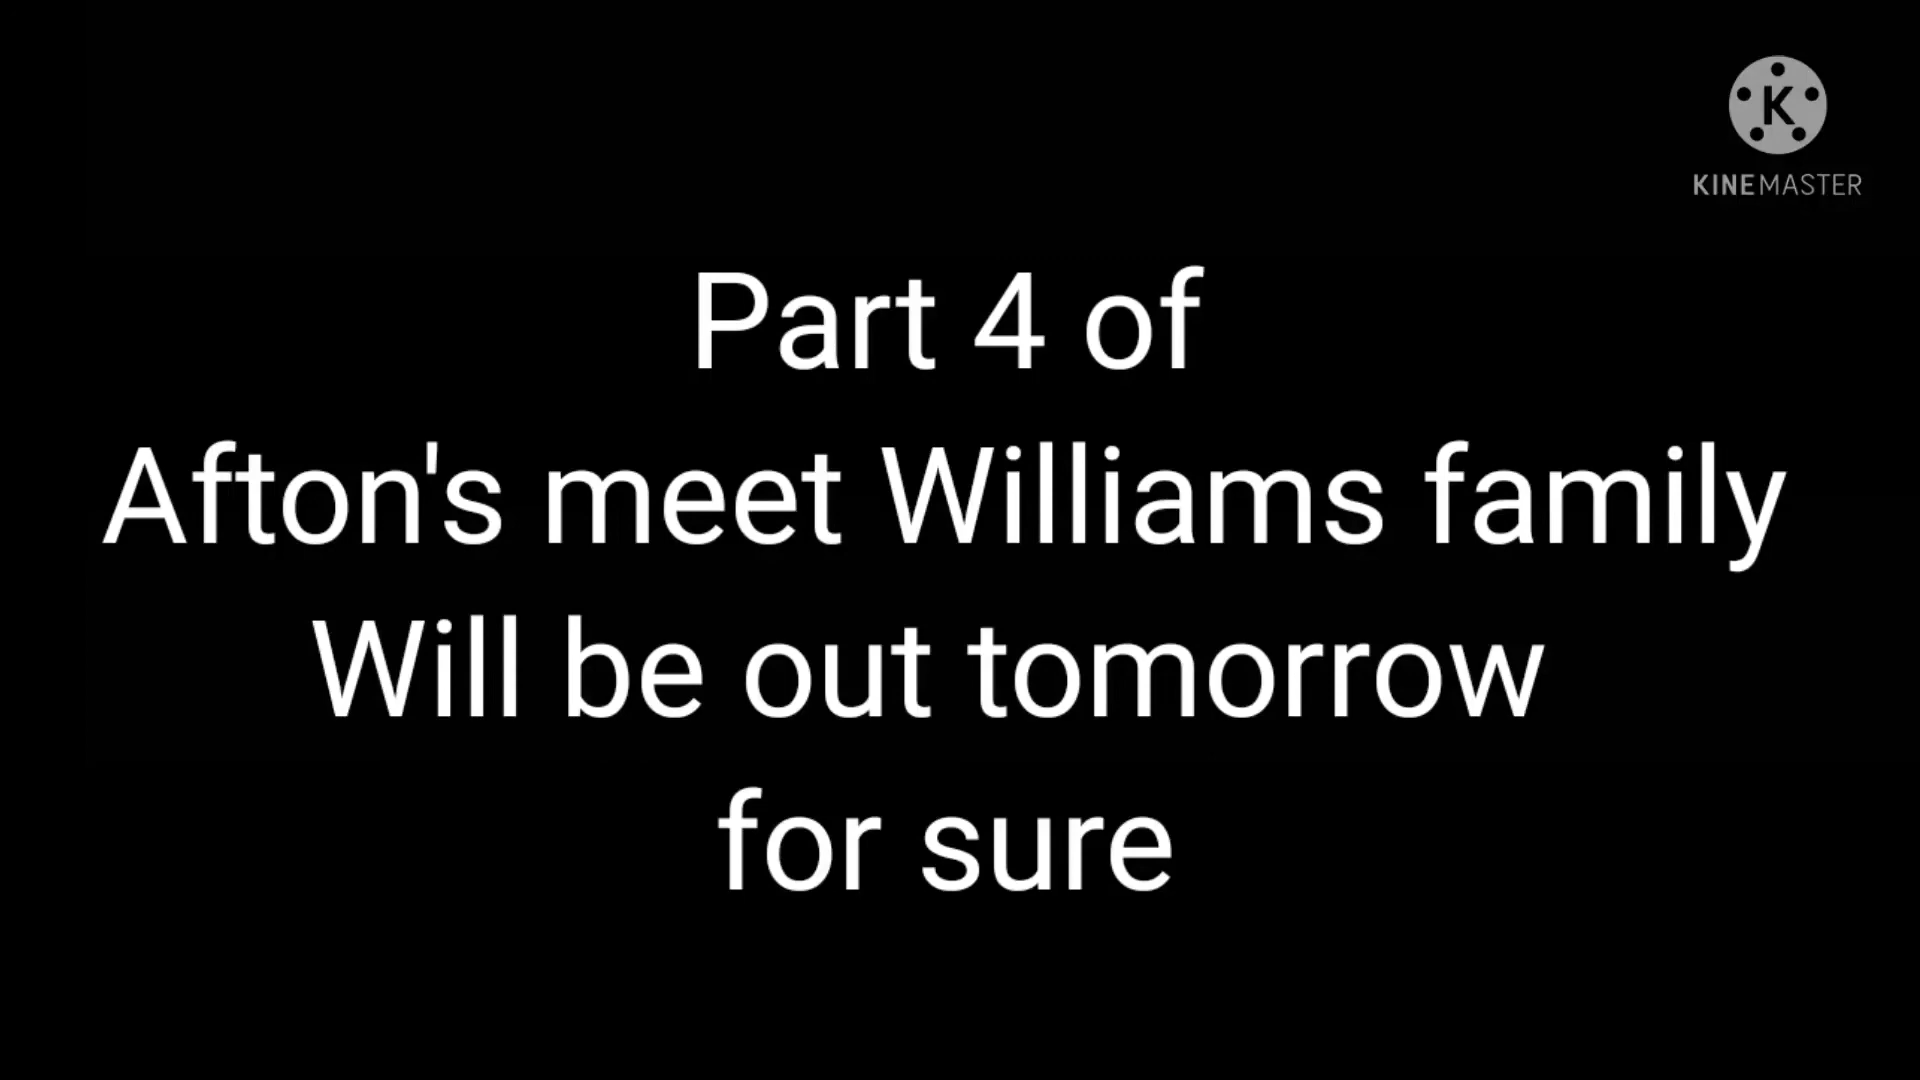 K
KINEMASTER
Part 4 of
Afton's meet Williams family
Will be out tomorrow
for sure